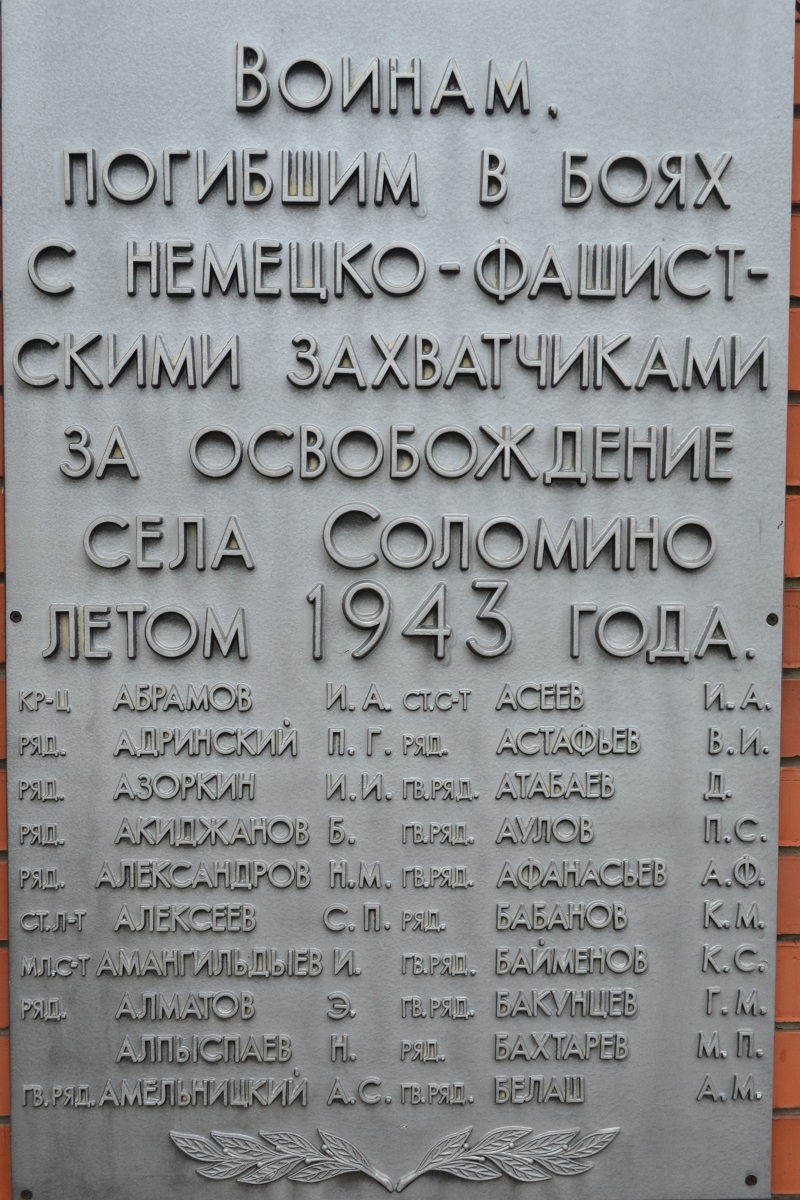 Воинам,
погибшим в боях
с немецко-фашист-
скими захватчиками
за освобождение
села Соломино
летом 1943 года.
кр-ц АБРАМОВ И.А. ст.с-т АСЕЕВ И.А.
ряд. АДРИНСКИЙ П.Г. ряд. АСТАФЬЕВ В.И.
ряд. АЗОРКИН И.И. гв.ряд. АТАБАЕВ Д.
ряд. АКИДЖАНОВ Б. гв.ряд. АУЛОВ П.С.
ряд. АЛЕКСАНДРОВ Н.М. гв.ряд. АФАНАСЬЕВ А.Ф.
ст.л-т АЛЕКСЕЕВ С.П. ряд. БАБАНОВ К.М.
мл.с-т АМАНГИЛЬДЫЕВ И. гв.ряд. БАЙМЕНОВ К.С.
ряд. АЛМАТОВ Э. гв.ряд. БАКУНЦЕВ Г.М.
АЛПЫСПАЕВ Н. ряд. БАХТАРЕВ М.П.
гв.ряд. АМЕЛЬНИЦКИЙ А.С. гв.ряд. БЕЛАШ А.М.